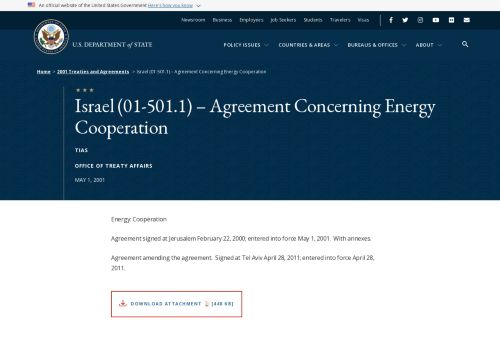 An official website of the United States Government Here's how you know
Newsroom Business Employees Job Seekers Students Travelers Visas
U.S. DEPARTMENT of STATE
POLICY ISSUES COUNTRIES & AREAS BUREAUS & OFFICES ABOUT
Home > 2001 Treaties and Agreements > Israel (01-501.1) – Agreement Concerning Energy Cooperation
Israel (01-501.1) – Agreement Concerning Energy
Cooperation
TIAS
OFFICE OF TREATY AFFAIRS
MAY 1, 2001
Energy: Cooperation
Agreement signed at Jerusalem February 22, 2000; entered into force May 1, 2001. With annexes.
Agreement amending the agreement. Signed at Tel Aviv April 28, 2011; entered into force April 28,
2011.
DOWNLOAD ATTACHMENT [448 KB]